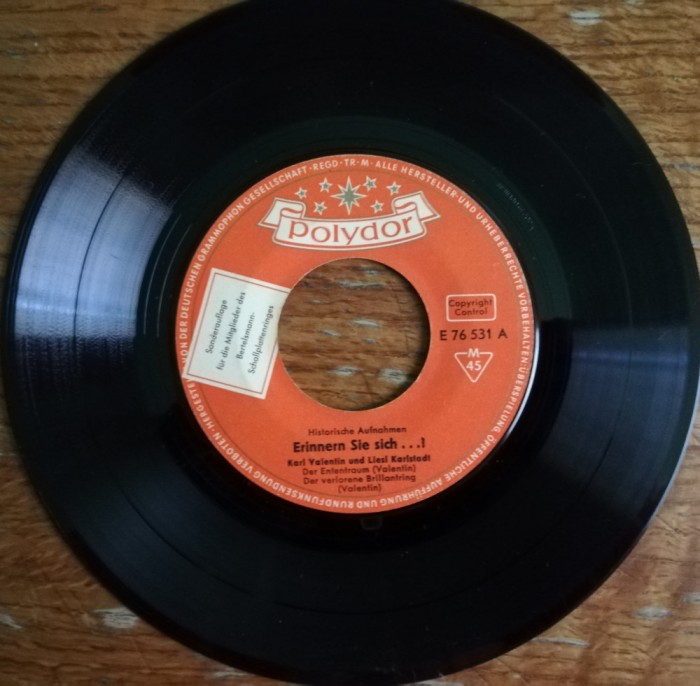 HERGESTELLT VON DER DEUTSCHEN GRAMMOPHON GESELLSCHAFT · REGD · TR · M · ALLE HERSTELLER- UND URHEBERRECHTE VORBEHALTEN · ÜBERSPIELUNG, ÖFFENTLICHE AUFFÜHRUNG UND RUNDFUNKSENDUNG VERBOTEN ·
polydor
Sonderauflage
für die Mitglieder des
Bertelsmann-
Schallplattenringes
Copyright
Control
E 76 531 A
M
45
Historische Aufnahmen
Erinnern Sie sich . . .!
Karl Valentin und Liesl Karlstadt
Der Ententraum (Valentin)
Der verlorene Brillantring
(Valentin)